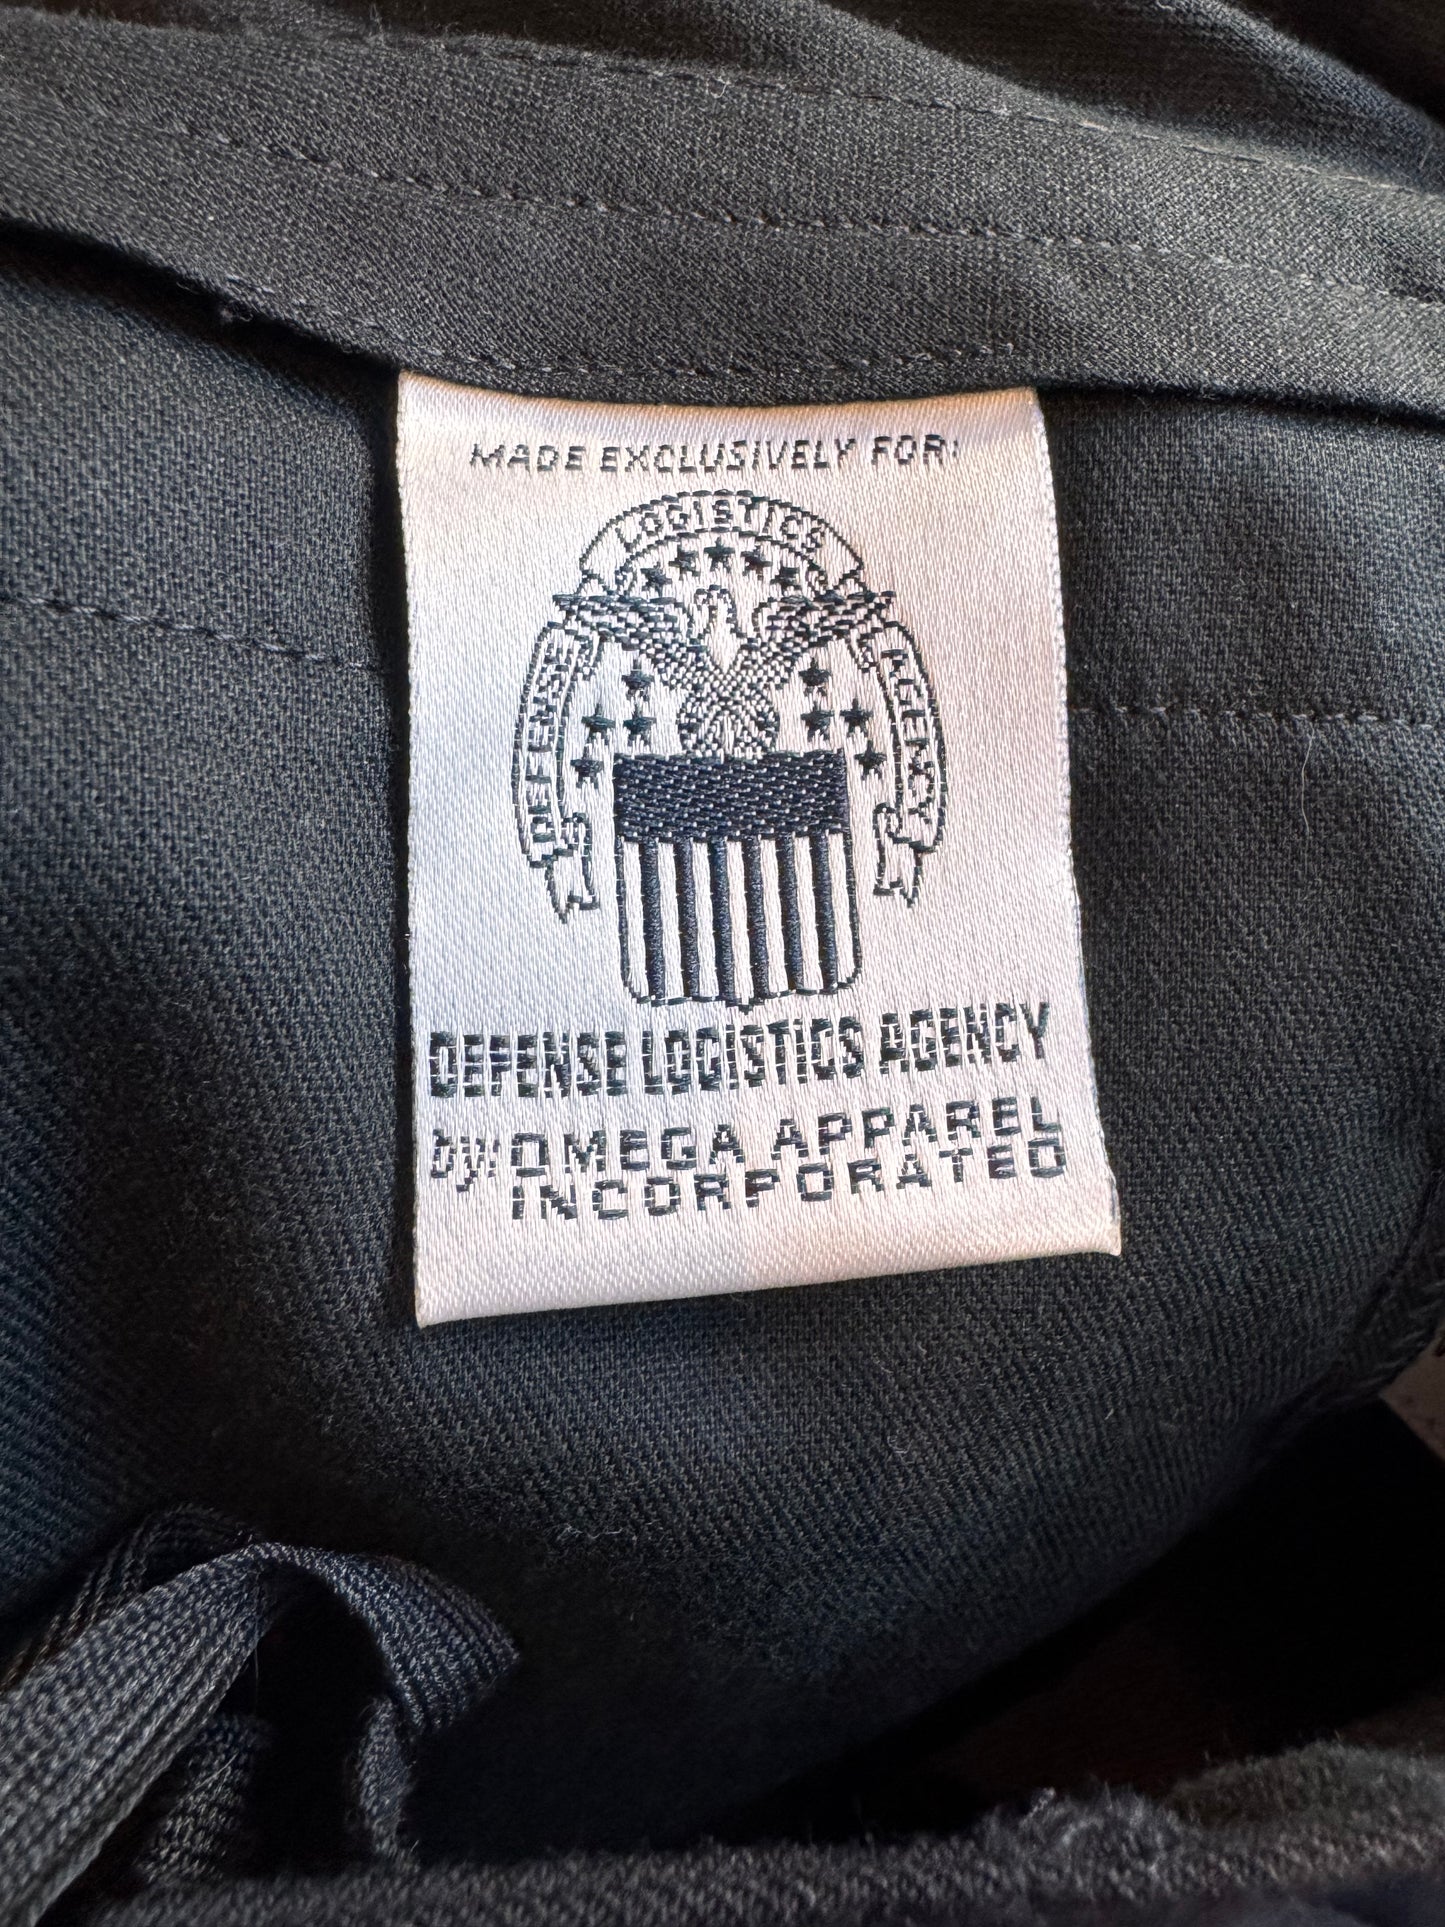 MADE EXCLUSIVELY FOR:
LOGISTICS
DEFENSE
AGENCY
DEFENSE LOGISTICS AGENCY
by: OMEGA APPAREL
INCORPORATED